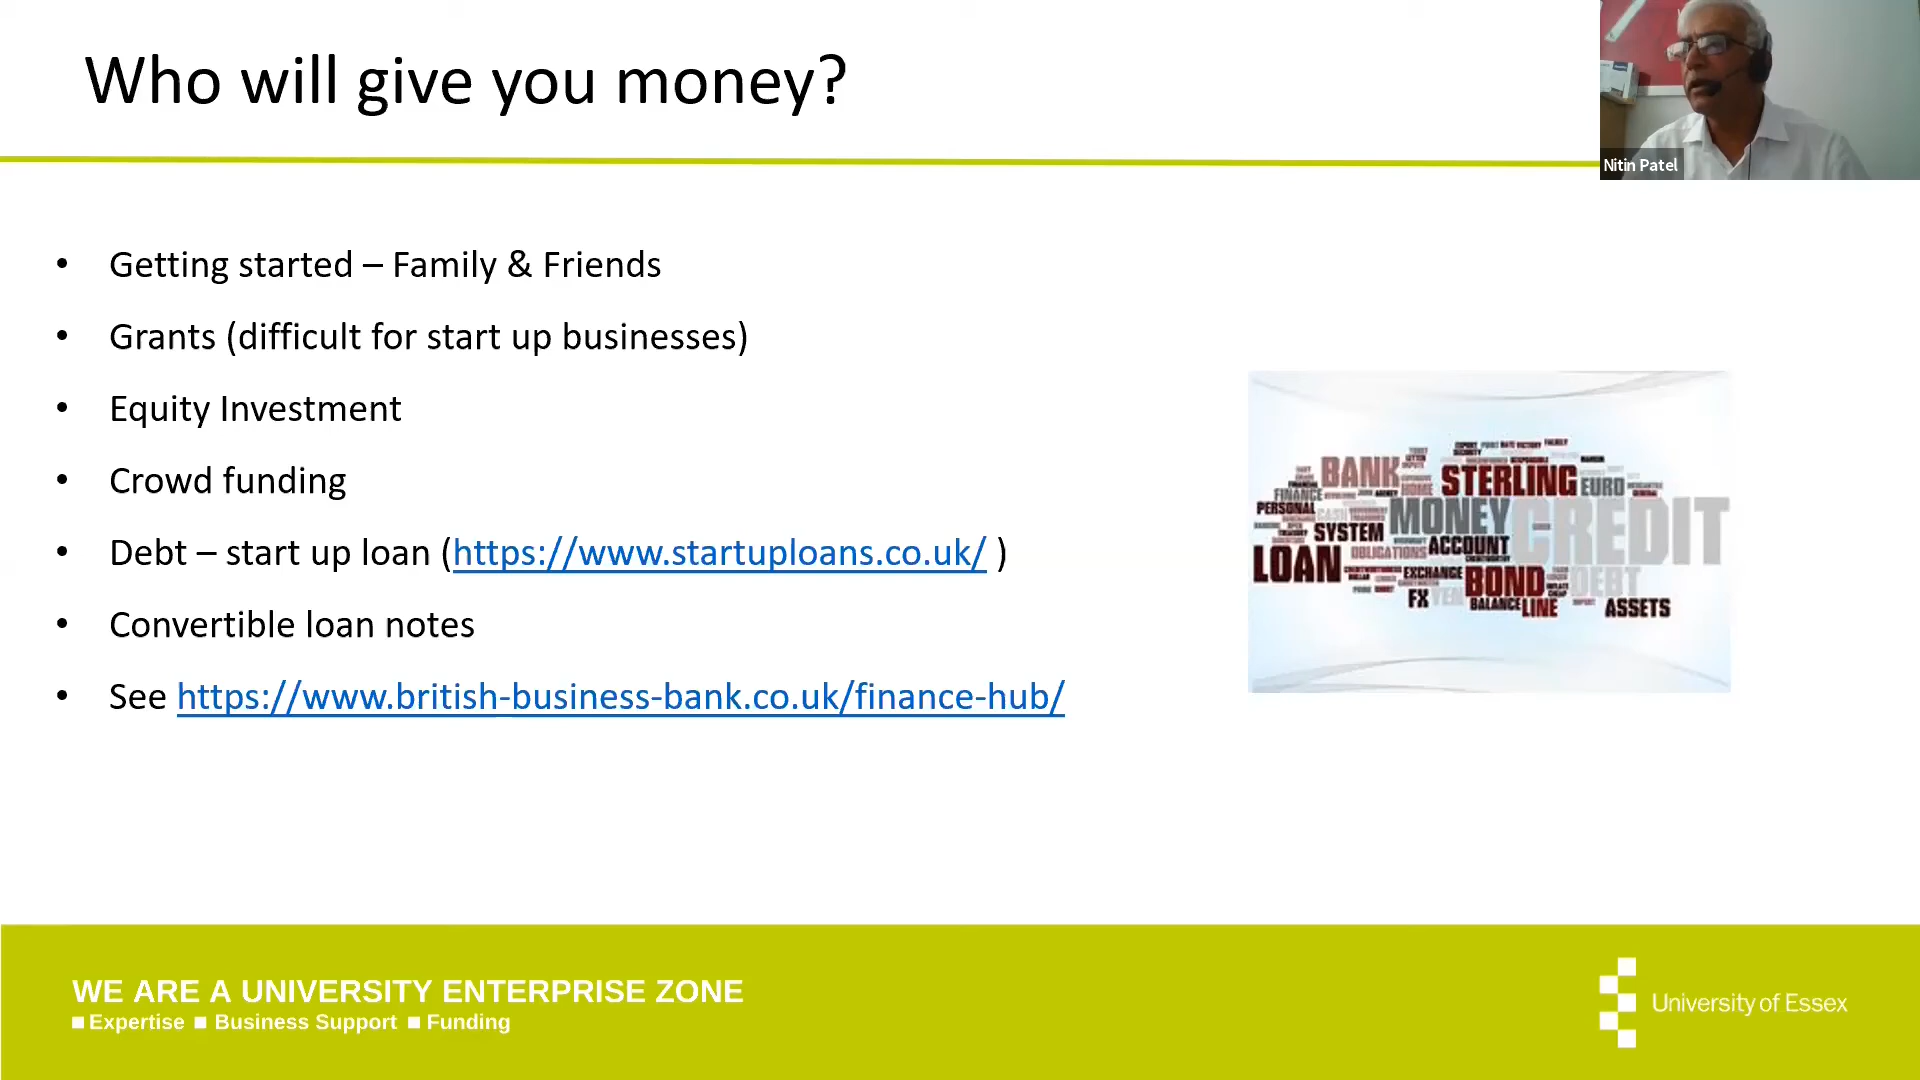 Who will give you money?
Nitin Patel
• Getting started – Family & Friends
• Grants (difficult for start up businesses)
• Equity Investment
• Crowd funding
• Debt – start up loan (https://www.startuploans.co.uk/ )
• Convertible loan notes
• See https://www.british-business-bank.co.uk/finance-hub/
BANK
STERLING
EURO
FINANCE
HOME
PERSONAL
CASH
MONEY
CREDIT
SYSTEM
LOAN
OBLIGATIONS
ACCOUNT
EXCHANGE
BOND
DEBT
FX
YEN
BALANCE
LINE
ASSETS
WE ARE A UNIVERSITY ENTERPRISE ZONE
Expertise Business Support Funding
University of Essex